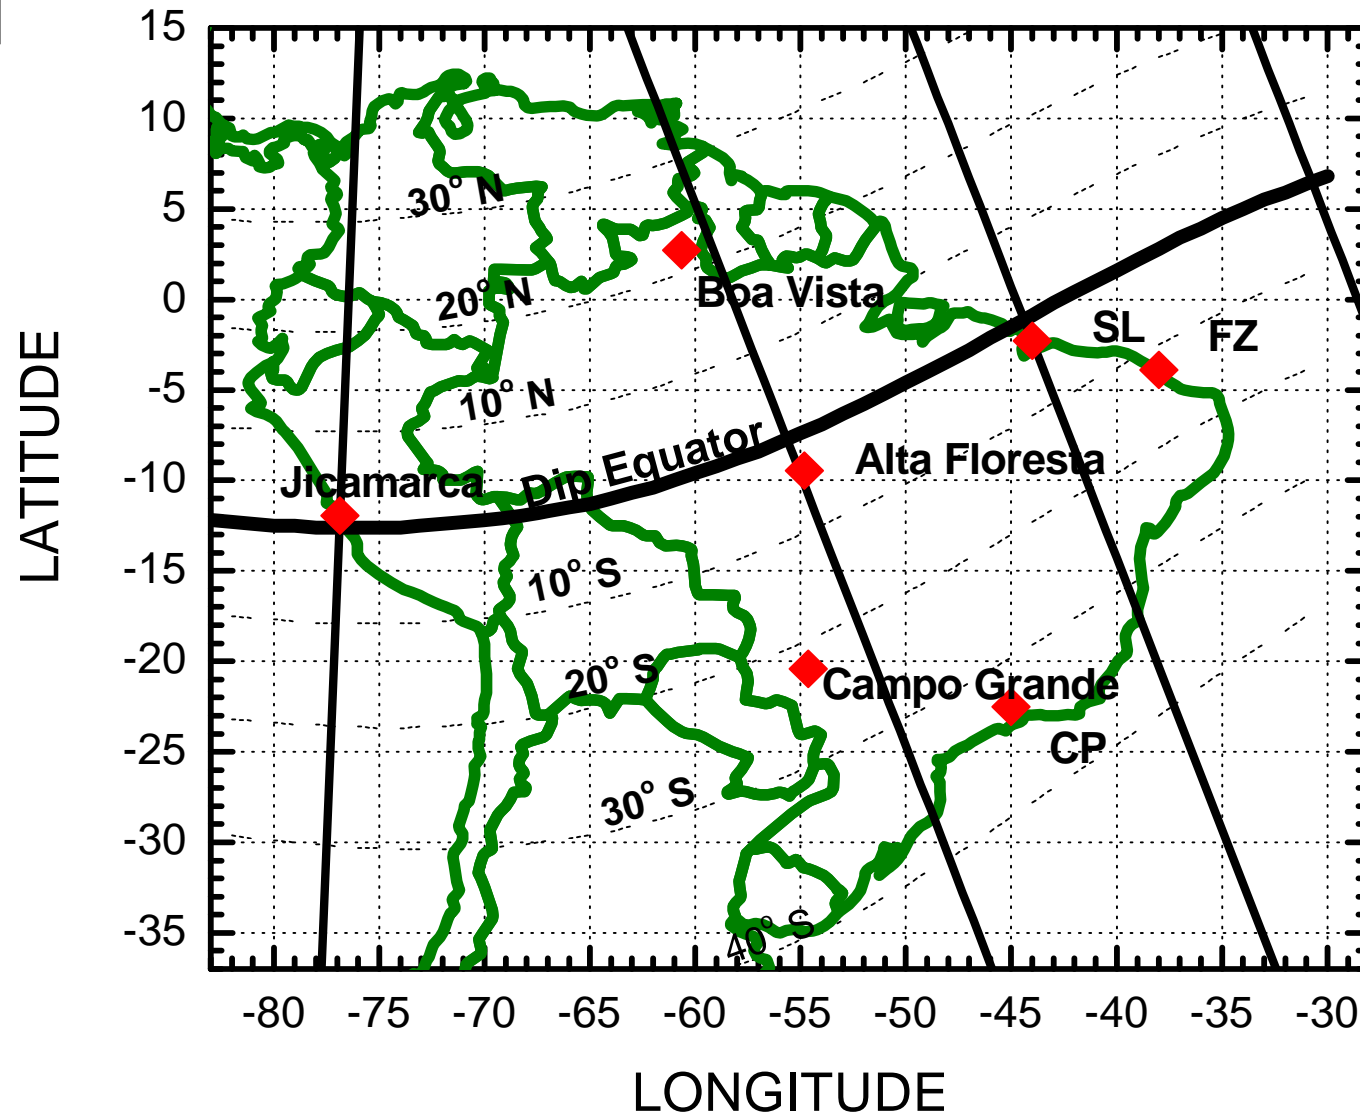 15
10
5
0
-5
-10
-15
-20
-25
-30
-35
LATITUDE
30° N
20° N
Boa Vista
SL
FZ
10° N
Dip Equator
Alta Floresta
Jicamarca
10° S
20° S
Campo Grande
CP
30° S
40° S
-80 -75 -70 -65 -60 -55 -50 -45 -40 -35 -30
LONGITUDE